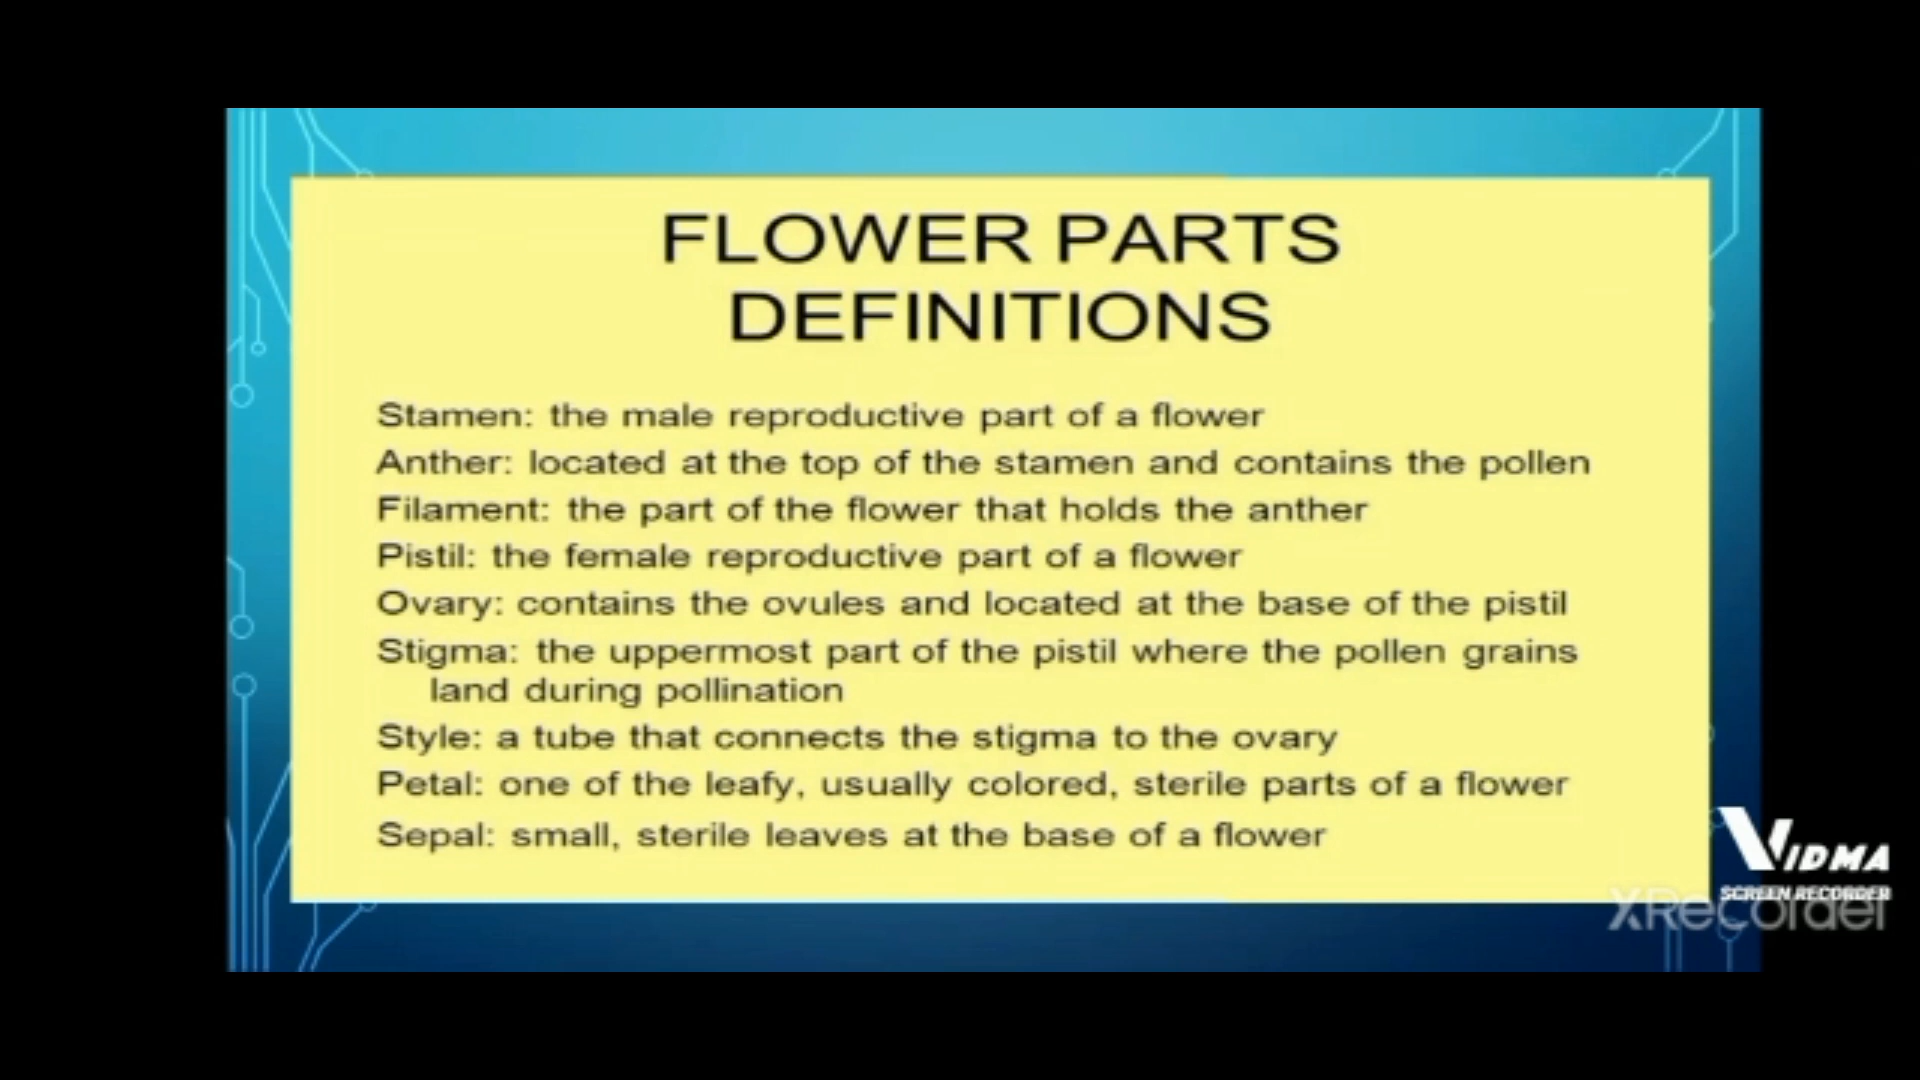 FLOWER PARTS
DEFINITIONS
Stamen: the male reproductive part of a flower
Anther: located at the top of the stamen and contains the pollen
Filament: the part of the flower that holds the anther
Pistil: the female reproductive part of a flower
Ovary: contains the ovules and located at the base of the pistil
Stigma: the uppermost part of the pistil where the pollen grains
land during pollination
Style: a tube that connects the stigma to the ovary
Petal: one of the leafy, usually colored, sterile parts of a flower
Sepal: small, sterile leaves at the base of a flower
VIDMA
SCREEN RECORDER
XRecorder